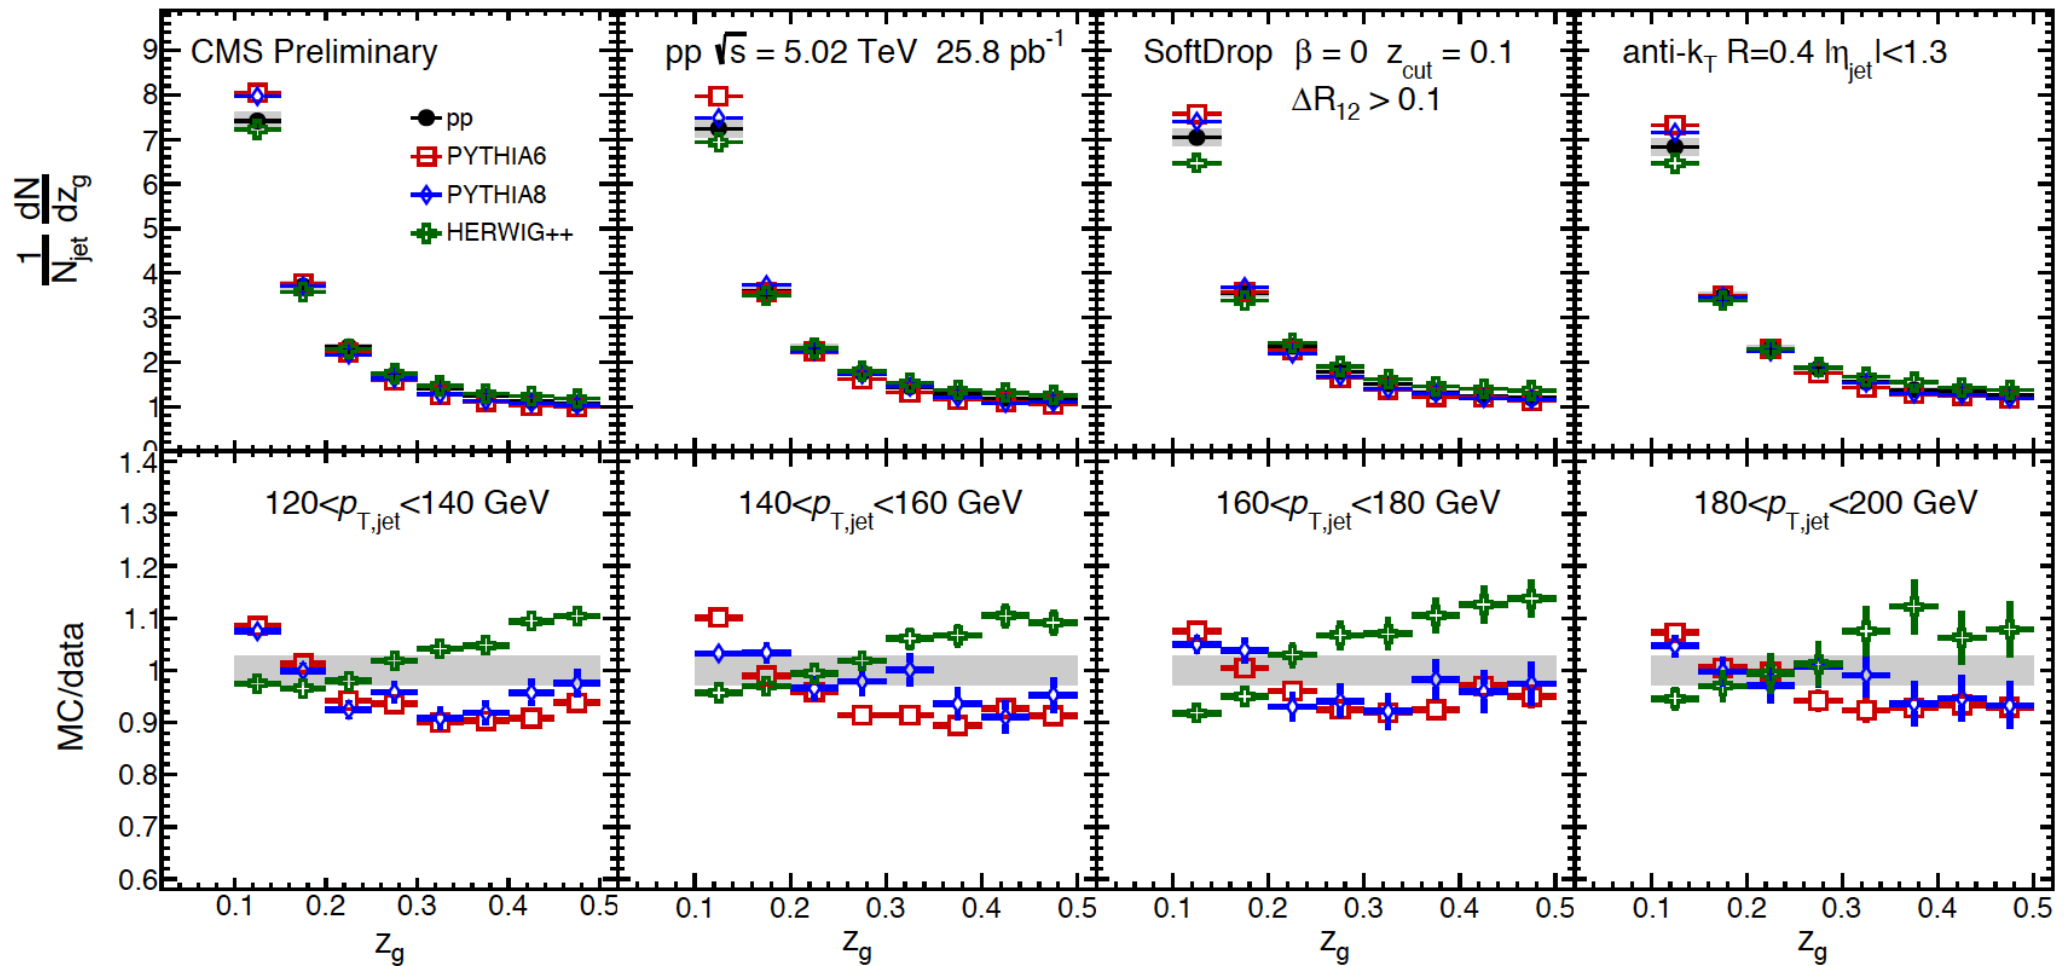 CMS Preliminary
pp √s = 5.02 TeV 25.8 pb⁻¹
SoftDrop β = 0 z_cut = 0.1
ΔR₁₂ > 0.1
anti-k_T R=0.4 |η_jet|<1.3
pp
PYTHIA6
PYTHIA8
HERWIG++
1/N_jet dN/dz_g
9
8
7
6
5
4
3
2
1
0
120<p_T,jet<140 GeV
140<p_T,jet<160 GeV
160<p_T,jet<180 GeV
180<p_T,jet<200 GeV
MC/data
1.4
1.3
1.2
1.1
1
0.9
0.8
0.7
0.6
0.1 0.2 0.3 0.4 0.5
0.1 0.2 0.3 0.4 0.5
0.1 0.2 0.3 0.4 0.5
0.1 0.2 0.3 0.4 0.5
z_g
z_g
z_g
z_g